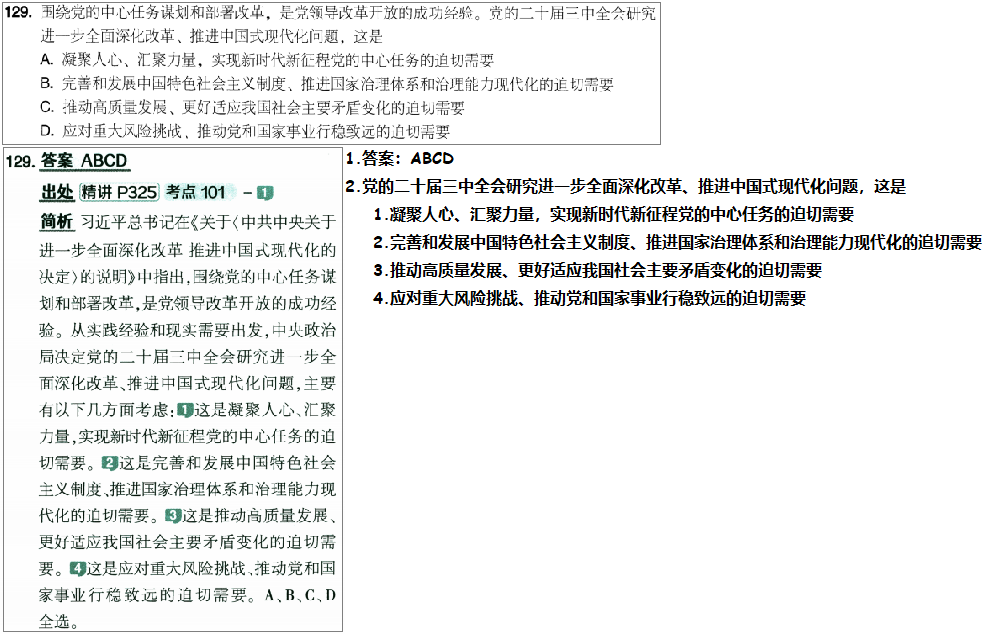 129. 围绕党的中心任务谋划和部署改革，是党领导改革开放的成功经验。党的二十届三中全会研究
进一步全面深化改革、推进中国式现代化问题，这是
A. 凝聚人心、汇聚力量，实现新时代新征程党的中心任务的迫切需要
B. 完善和发展中国特色社会主义制度、推进国家治理体系和治理能力现代化的迫切需要
C. 推动高质量发展、更好适应我国社会主要矛盾变化的迫切需要
D. 应对重大风险挑战、推动党和国家事业行稳致远的迫切需要
129. 答案 ABCD
出处 精讲 P325 考点 101 – 1
简析 习近平总书记在《关于〈中共中央关于
进一步全面深化改革 推进中国式现代化的
决定〉的说明》中指出,围绕党的中心任务谋
划和部署改革,是党领导改革开放的成功经
验。从实践经验和现实需要出发,中央政治
局决定党的二十届三中全会研究进一步全
面深化改革、推进中国式现代化问题,主要
有以下几方面考虑:1这是凝聚人心、汇聚
力量,实现新时代新征程党的中心任务的迫
切需要。2这是完善和发展中国特色社会
主义制度、推进国家治理体系和治理能力现
代化的迫切需要。3这是推动高质量发展、
更好适应我国社会主要矛盾变化的迫切需
要。4这是应对重大风险挑战、推动党和国
家事业行稳致远的迫切需要。A、B、C、D
全选。
1.答案：ABCD
2.党的二十届三中全会研究进一步全面深化改革、推进中国式现代化问题，这是
1.凝聚人心、汇聚力量，实现新时代新征程党的中心任务的迫切需要
2.完善和发展中国特色社会主义制度、推进国家治理体系和治理能力现代化的迫切需要
3.推动高质量发展、更好适应我国社会主要矛盾变化的迫切需要
4.应对重大风险挑战、推动党和国家事业行稳致远的迫切需要